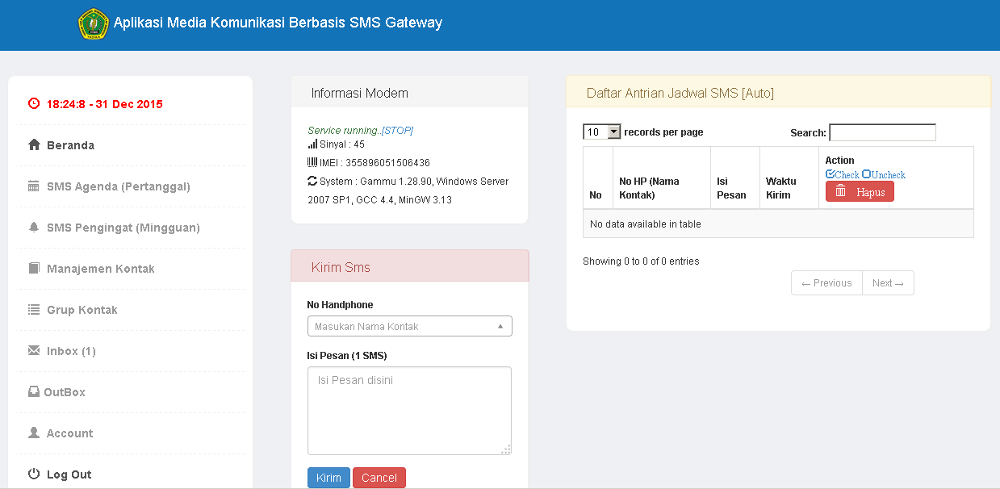 Aplikasi Media Komunikasi Berbasis SMS Gateway
18:24:8 - 31 Dec 2015
Beranda
SMS Agenda (Pertanggal)
SMS Pengingat (Mingguan)
Manajemen Kontak
Grup Kontak
Inbox (1)
OutBox
Account
Log Out
Informasi Modem
Service running..[STOP]
Sinyal : 45
IMEI : 355896051506436
System : Gammu 1.28.90, Windows Server
2007 SP1, GCC 4.4, MinGW 3.13
Kirim Sms
No Handphone
Masukan Nama Kontak
Isi Pesan (1 SMS)
Isi Pesan disini
Kirim Cancel
Daftar Antrian Jadwal SMS [Auto]
10 records per page Search:
No
No HP (Nama
Kontak)
Isi
Pesan
Waktu
Kirim
Action
Check Uncheck
Hapus
No data available in table
Showing 0 to 0 of 0 entries
← Previous Next →